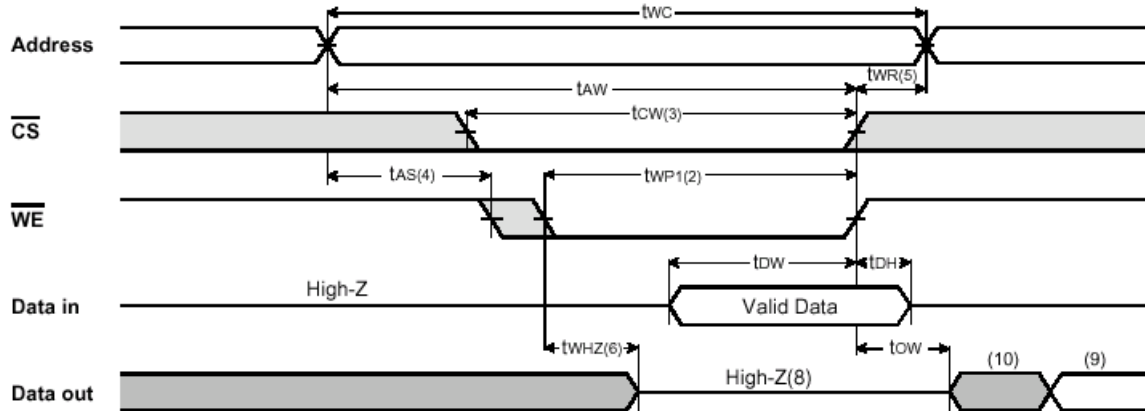 tWC
Address
tWR(5)
tAW
tCW(3)
CS
tAS(4)
tWP1(2)
WE
tDW
tDH
High-Z
Data in
Valid Data
tWHZ(6)
tOW
High-Z(8)
(10)
(9)
Data out